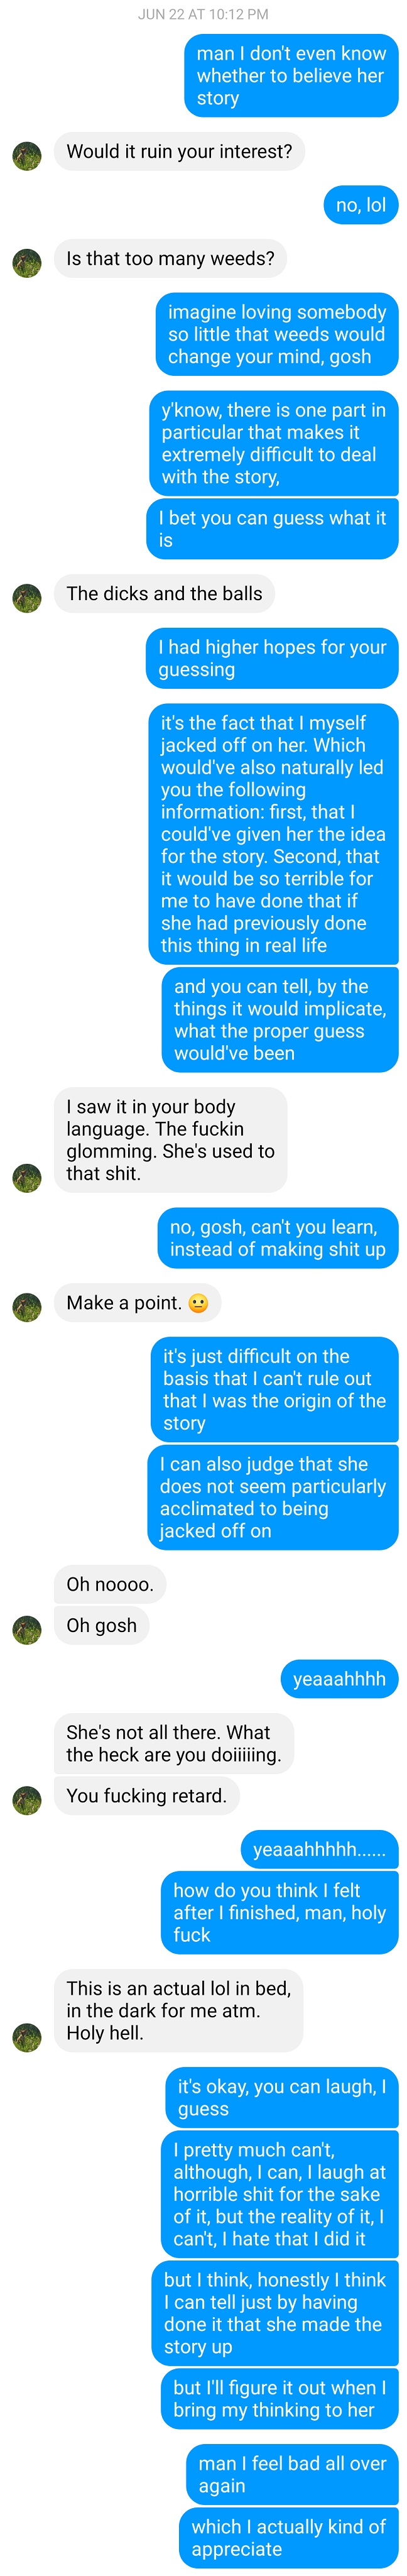 JUN 22 AT 10:12 PM
man I don't even know
whether to believe her
story
Would it ruin your interest?
no, lol
Is that too many weeds?
imagine loving somebody
so little that weeds would
change your mind, gosh
y'know, there is one part in
particular that makes it
extremely difficult to deal
with the story,
I bet you can guess what it
is
The dicks and the balls
I had higher hopes for your
guessing
it's the fact that I myself
jacked off on her. Which
would've also naturally led
you the following
information: first, that I
could've given her the idea
for the story. Second, that
it would be so terrible for
me to have done that if
she had previously done
this thing in real life
and you can tell, by the
things it would implicate,
what the proper guess
would've been
I saw it in your body
language. The fuckin
glomming. She's used to
that shit.
no, gosh, can't you learn,
instead of making shit up
Make a point. 😐
it's just difficult on the
basis that I can't rule out
that I was the origin of the
story
I can also judge that she
does not seem particularly
acclimated to being
jacked off on
Oh noooo.
Oh gosh
yeaaahhhh
She's not all there. What
the heck are you doiiiiing.
You fucking retard.
yeaaahhhhh......
how do you think I felt
after I finished, man, holy
fuck
This is an actual lol in bed,
in the dark for me atm.
Holy hell.
it's okay, you can laugh, I
guess
I pretty much can't,
although, I can, I laugh at
horrible shit for the sake
of it, but the reality of it, I
can't, I hate that I did it
but I think, honestly I think
I can tell just by having
done it that she made the
story up
but I'll figure it out when I
bring my thinking to her
man I feel bad all over
again
which I actually kind of
appreciate